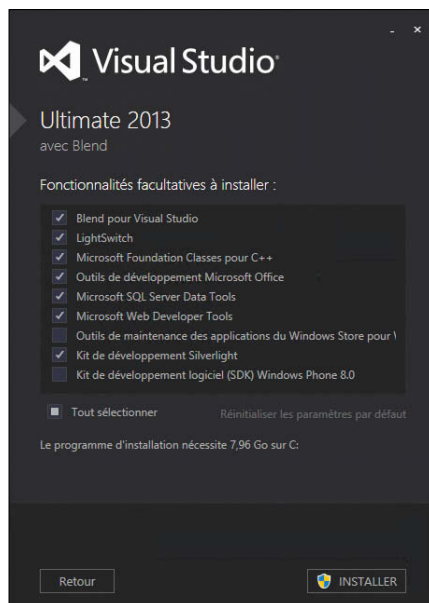 Visual Studio
Ultimate 2013
avec Blend
Fonctionnalités facultatives à installer :
Blend pour Visual Studio
LightSwitch
Microsoft Foundation Classes pour C++
Outils de développement Microsoft Office
Microsoft SQL Server Data Tools
Microsoft Web Developer Tools
Outils de maintenance des applications du Windows Store pour
Kit de développement Silverlight
Kit de développement logiciel (SDK) Windows Phone 8.0
Tout sélectionner
Réinitialiser les paramètres par défaut
Le programme d'installation nécessite 7,96 Go sur C:
Retour
INSTALLER